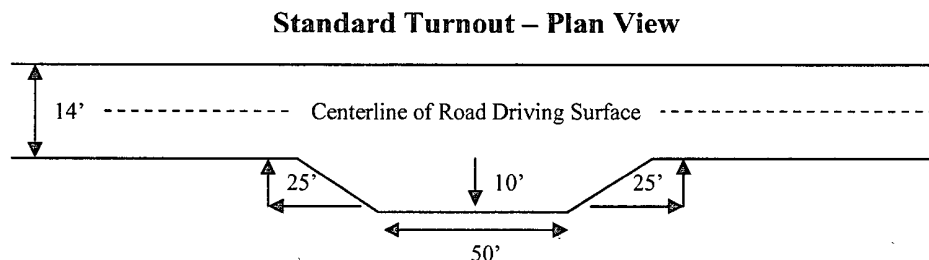 Standard Turnout – Plan View
14'
Centerline of Road Driving Surface
25'
10'
25'
50'